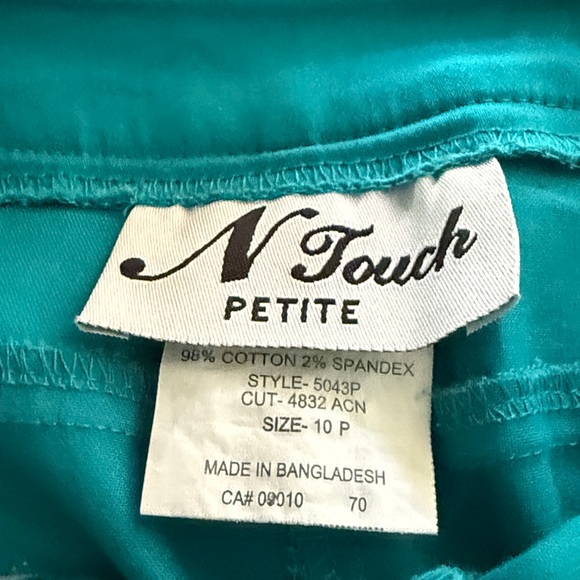 N Touch
PETITE
98% COTTON 2% SPANDEX
STYLE- 5043P
CUT- 4832 ACN
SIZE- 10 P
MADE IN BANGLADESH
CA# 09010 70